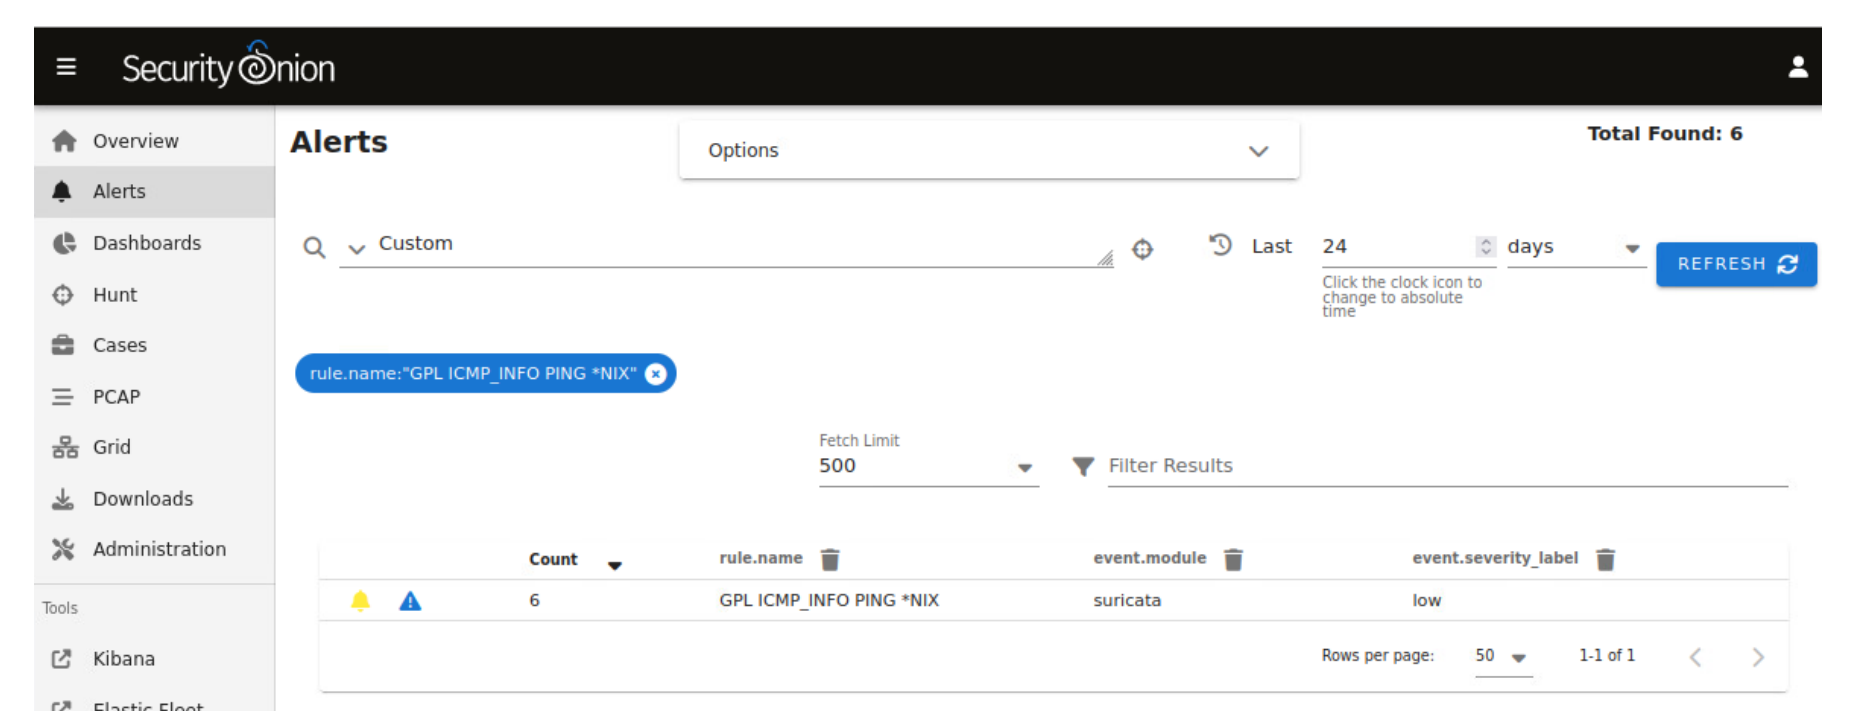 Security Onion
Overview
Alerts
Dashboards
Hunt
Cases
PCAP
Grid
Downloads
Administration
Tools
Kibana
Elastic Fleet
Alerts
Options
Total Found: 6
Custom
Last 24 days
REFRESH
Click the clock icon to
change to absolute
time
rule.name:"GPL ICMP_INFO PING *NIX"
Fetch Limit
500
Filter Results
Count rule.name event.module event.severity_label
6 GPL ICMP_INFO PING *NIX suricata low
Rows per page: 50 1-1 of 1